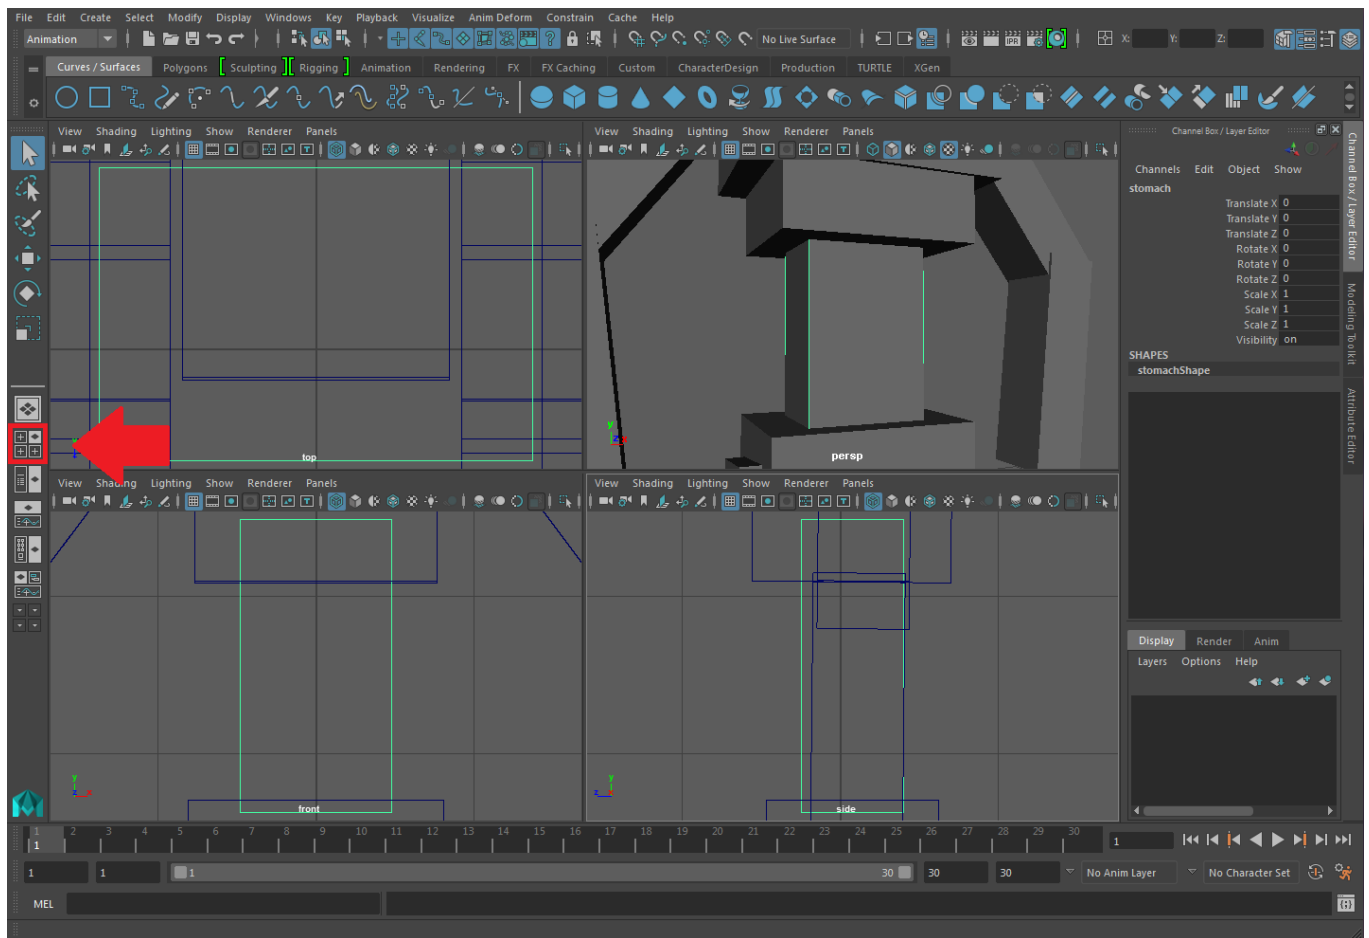 File Edit Create Select Modify Display Windows Key Playback Visualize Anim Deform Constrain Cache Help
Animation No Live Surface X: Y: Z:
Curves / Surfaces Polygons Sculpting Rigging Animation Rendering FX FX Caching Custom CharacterDesign Production TURTLE XGen
View Shading Lighting Show Renderer Panels
View Shading Lighting Show Renderer Panels
Channel Box / Layer Editor
Channels Edit Object Show
stomach
Translate X 0
Translate Y 0
Translate Z 0
Rotate X 0
Rotate Y 0
Rotate Z 0
Scale X 1
Scale Y 1
Scale Z 1
Visibility on
SHAPES
stomachShape
Channel Box / Layer Editor
Modeling Toolkit
Attribute Editor
top
persp
View Shading Lighting Show Renderer Panels
View Shading Lighting Show Renderer Panels
front
side
Display Render Anim
Layers Options Help
1 2 3 4 5 6 7 8 9 10 11 12 13 14 15 16 17 18 19 20 21 22 23 24 25 26 27 28 29 30
1 1
1 1 1 30 30 30 No Anim Layer No Character Set
MEL